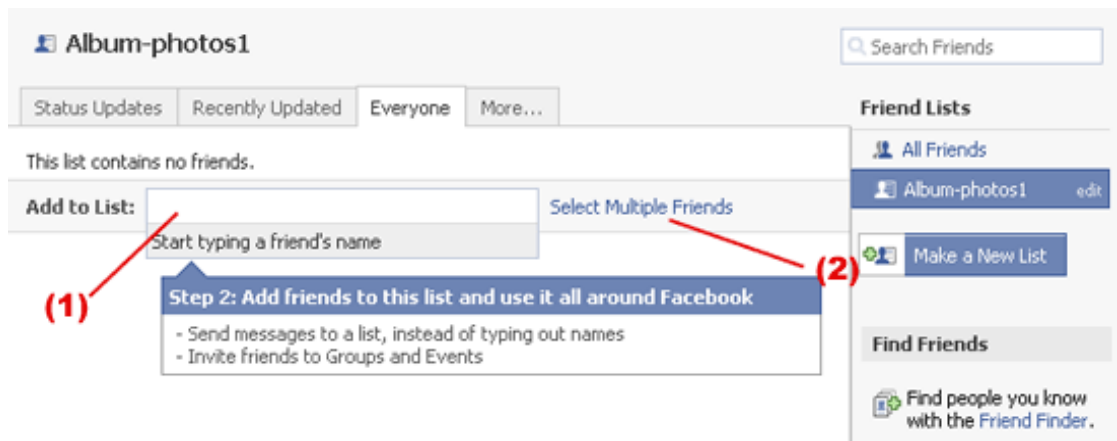 Album-photos1
Search Friends
Status Updates Recently Updated Everyone More...
Friend Lists
This list contains no friends.
All Friends
Album-photos1 edit
Add to List:
Select Multiple Friends
Start typing a friend's name
Make a New List
(1)
(2)
Step 2: Add friends to this list and use it all around Facebook
- Send messages to a list, instead of typing out names
- Invite friends to Groups and Events
Find Friends
Find people you know
with the Friend Finder.